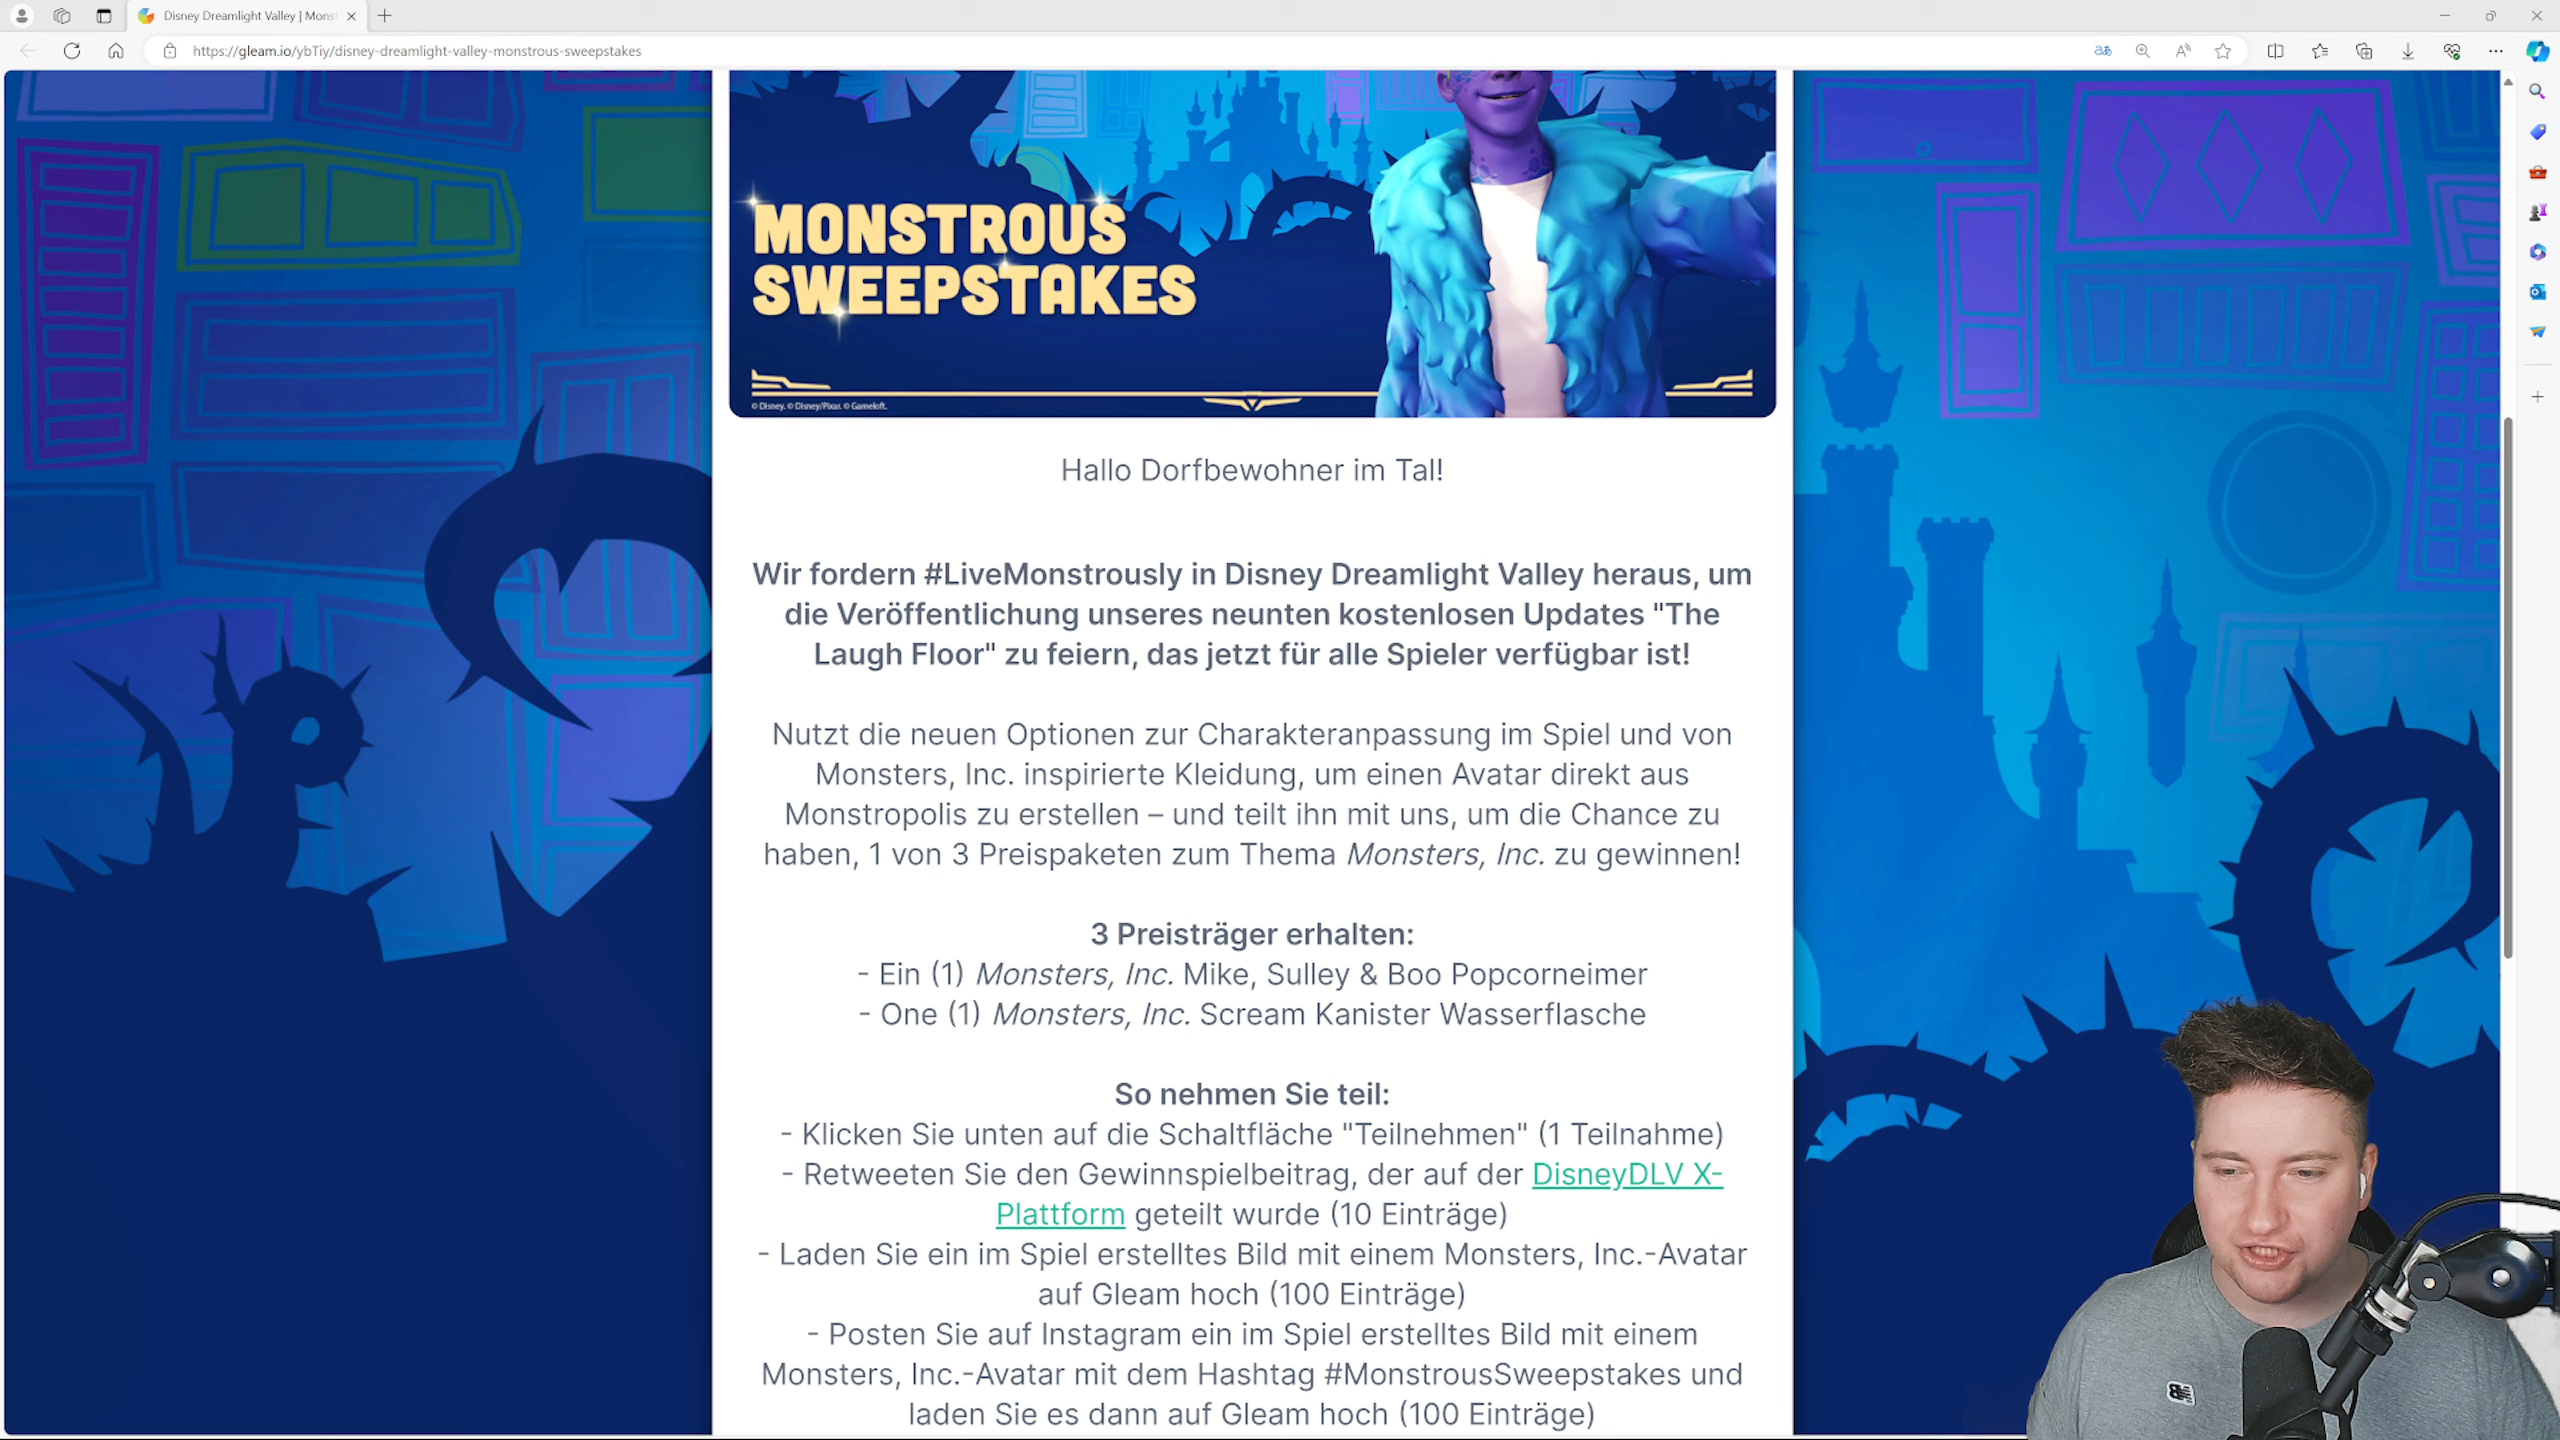 Disney Dreamlight Valley | Mons
https://gleam.io/ybTiy/disney-dreamlight-valley-monstrous-sweepstakes
MONSTROUS
SWEEPSTAKES
© Disney. © Disney/Pixar. © Gameloft.
Hallo Dorfbewohner im Tal!
Wir fordern #LiveMonstrously in Disney Dreamlight Valley heraus, um
die Veröffentlichung unseres neunten kostenlosen Updates "The
Laugh Floor" zu feiern, das jetzt für alle Spieler verfügbar ist!
Nutzt die neuen Optionen zur Charakteranpassung im Spiel und von
Monsters, Inc. inspirierte Kleidung, um einen Avatar direkt aus
Monstropolis zu erstellen – und teilt ihn mit uns, um die Chance zu
haben, 1 von 3 Preispaketen zum Thema Monsters, Inc. zu gewinnen!
3 Preisträger erhalten:
- Ein (1) Monsters, Inc. Mike, Sulley & Boo Popcorneimer
- One (1) Monsters, Inc. Scream Kanister Wasserflasche
So nehmen Sie teil:
- Klicken Sie unten auf die Schaltfläche "Teilnehmen" (1 Teilnahme)
- Retweeten Sie den Gewinnspielbeitrag, der auf der DisneyDLV X-
Plattform geteilt wurde (10 Einträge)
- Laden Sie ein im Spiel erstelltes Bild mit einem Monsters, Inc.-Avatar
auf Gleam hoch (100 Einträge)
- Posten Sie auf Instagram ein im Spiel erstelltes Bild mit einem
Monsters, Inc.-Avatar mit dem Hashtag #MonstrousSweepstakes und
laden Sie es dann auf Gleam hoch (100 Einträge)